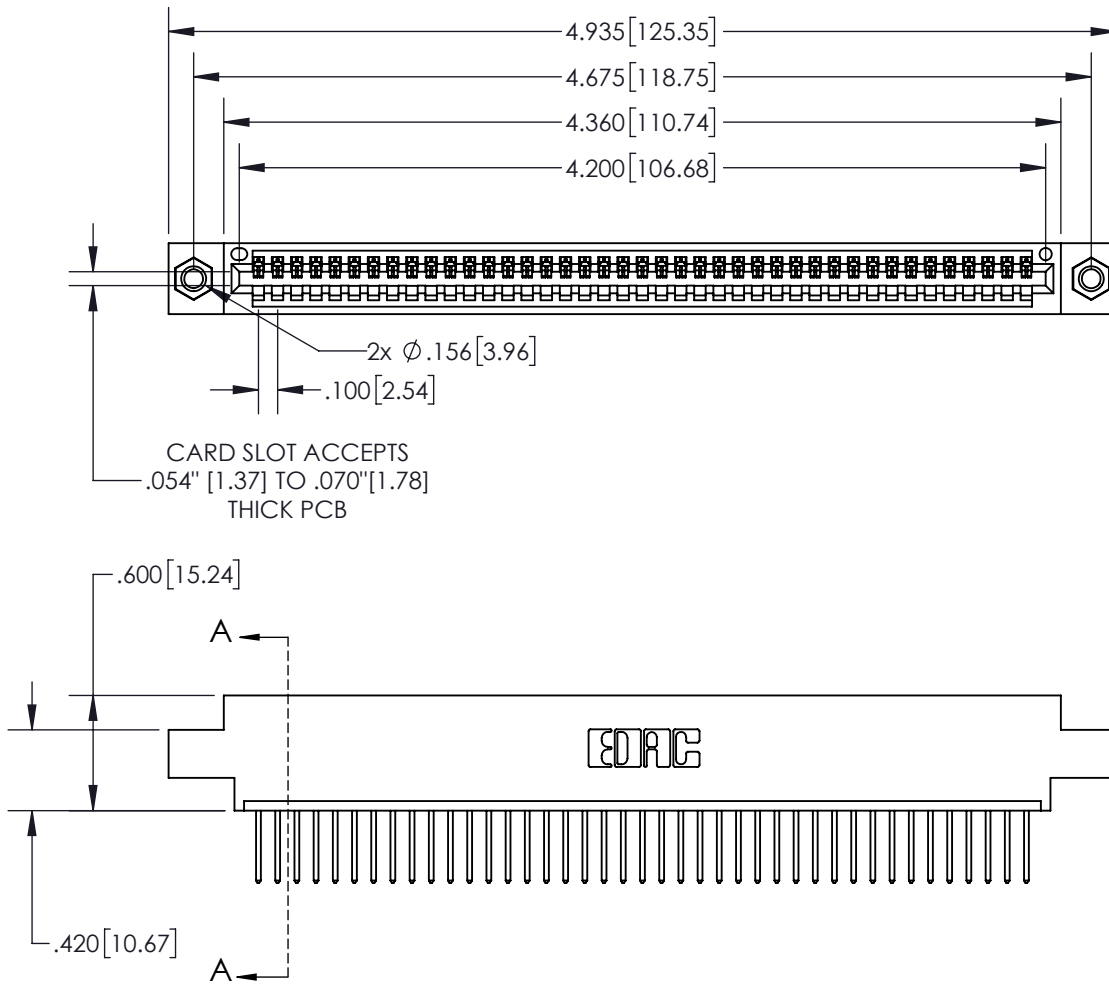 4.935[125.35]
4.675[118.75]
4.360[110.74]
4.200[106.68]
2x Ø.156[3.96]
.100[2.54]
CARD SLOT ACCEPTS
.054" [1.37] TO .070"[1.78]
THICK PCB
.600[15.24]
A
EDAC
.420[10.67]
A